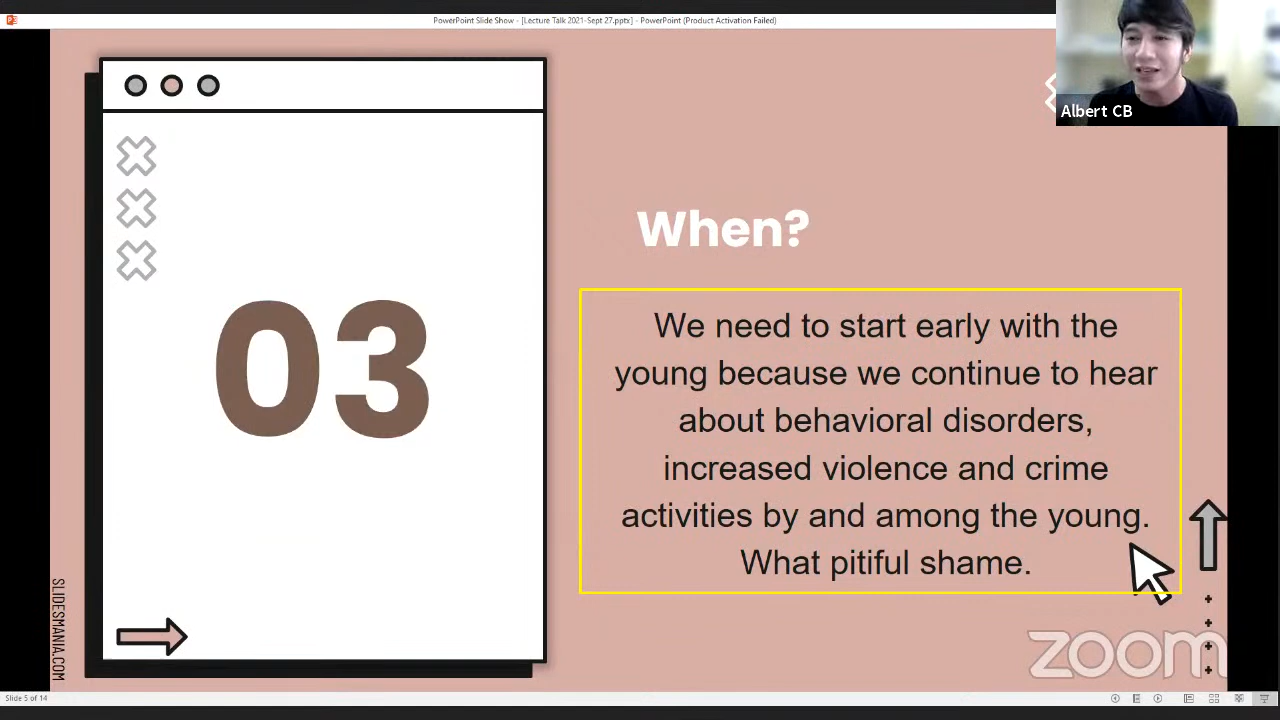 PowerPoint Slide Show - [Lecture Talk 2021-Sept 27.pptx] - PowerPoint (Product Activation Failed)
Albert CB
When?
03
We need to start early with the
young because we continue to hear
about behavioral disorders,
increased violence and crime
activities by and among the young.
What pitiful shame.
SLIDESMANIA.COM
zoom
Slide 5 of 14